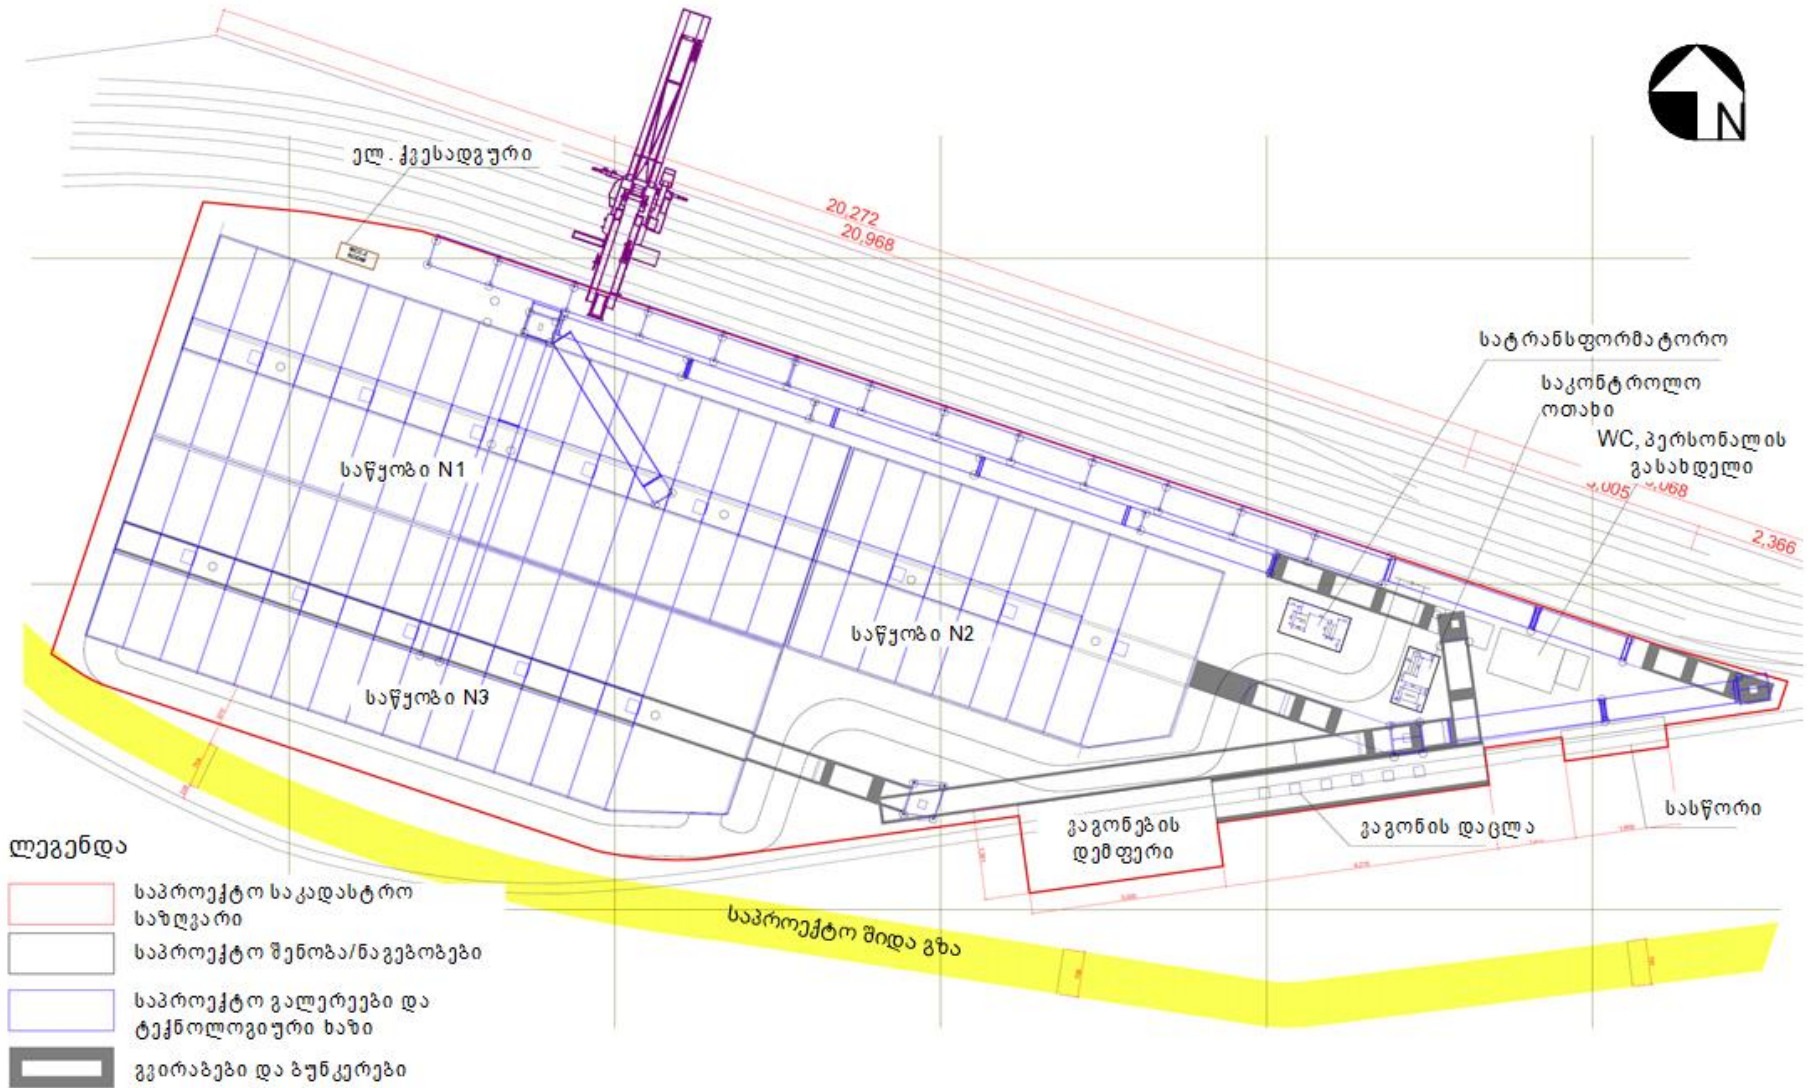 N
ელ. ქვესადგური
20,272
20,968
სატრანსფორმატორო
საკონტროლო
ოთახი
WC, პერსონალის
გასახდელი
2,366
საწყობი N1
საწყობი N2
საწყობი N3
სასწორი
ვაგონების
დემფერი
ვაგონის დაცლა
საპროექტო შიდა გზა
ლეგენდა
საპროექტო საკადასტრო
საზღვარი
საპროექტო შენობა/ნაგებობები
საპროექტო გალერეები და
ტექნოლოგიური ხაზი
გვირაბები და ბუნკერები